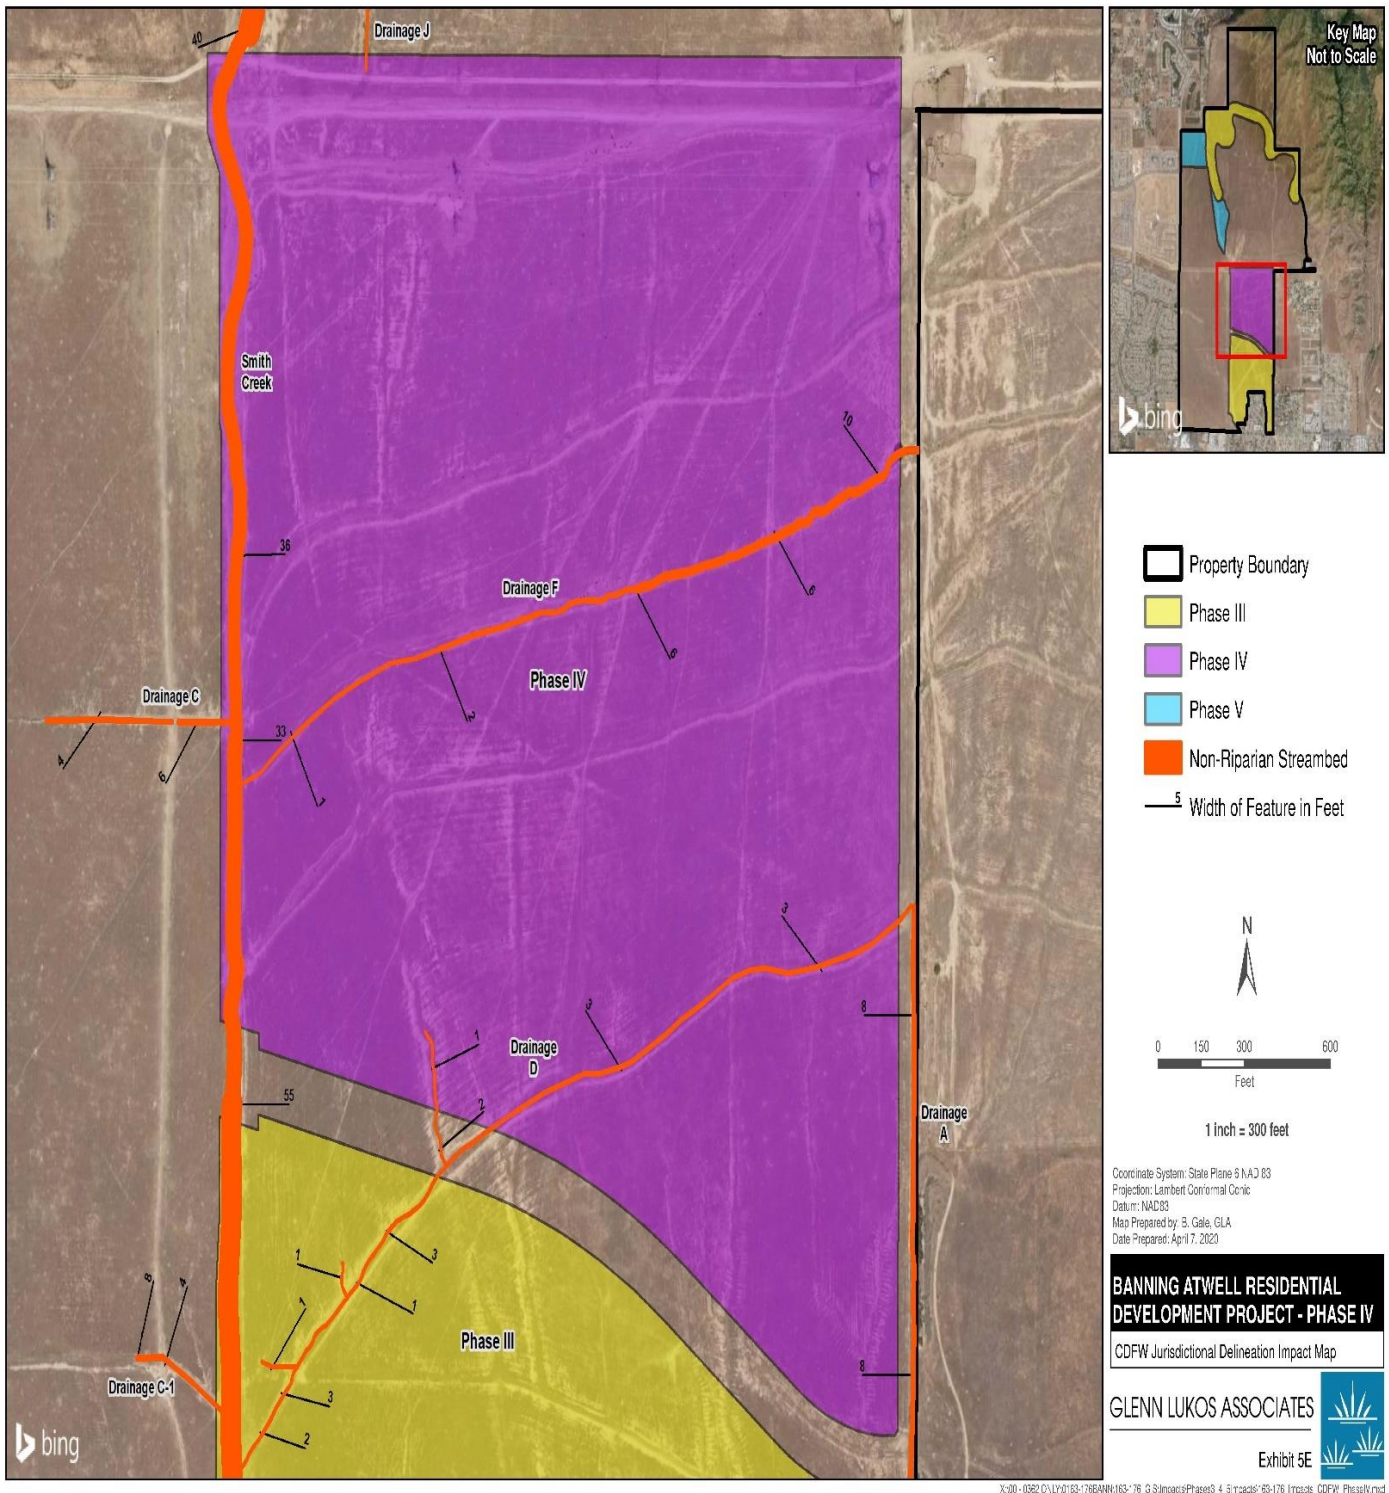 40
Drainage J
Smith
Creek
36
10
Drainage F
6
6
Phase IV
2
Drainage C
33
4
6
1
3
8
3
1
Drainage
D
2
55
Drainage
A
3
1
1
1
Phase III
8
8
4
Drainage C-1
3
2
bing
Key Map
Not to Scale
bing
Property Boundary
Phase III
Phase IV
Phase V
Non-Riparian Streambed
5
Width of Feature in Feet
N
0 150 300 600
Feet
1 inch = 300 feet
Coordinate System: State Plane 6 NAD 83
Projection: Lambert Conformal Conic
Datum: NAD83
Map Prepared by: B. Gale, GLA
Date Prepared: April 7, 2020
BANNING ATWELL RESIDENTIAL
DEVELOPMENT PROJECT - PHASE IV
CDFW Jurisdictional Delineation Impact Map
GLENN LUKOS ASSOCIATES
Exhibit 5E